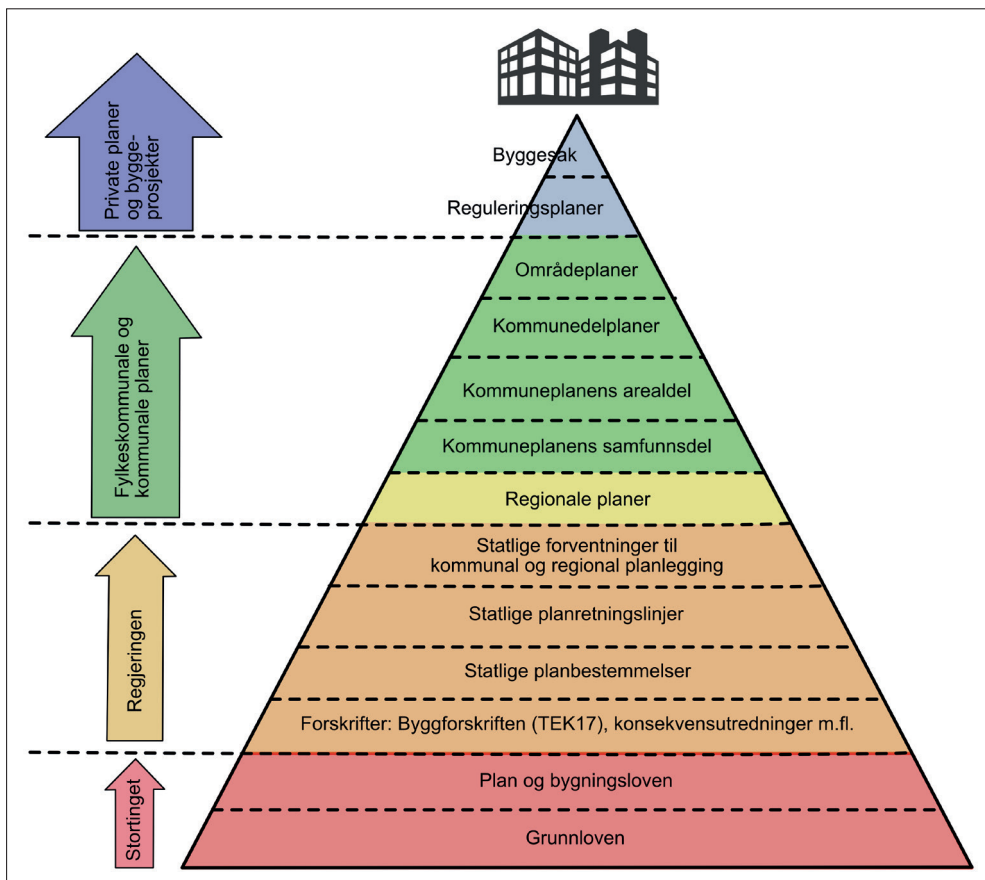 Byggesak
Reguleringsplaner
Områdeplaner
Kommunedelplaner
Kommuneplanens arealdel
Kommuneplanens samfunnsdel
Regionale planer
Statlige forventninger til
kommunal og regional planlegging
Statlige planretningslinjer
Statlige planbestemmelser
Forskrifter: Byggforskriften (TEK17), konsekvensutredninger m.fl.
Plan og bygningsloven
Grunnloven
Private planer
og bygge-
prosjekter
Fylkeskommunale og
kommunale planer
Regjeringen
Stortinget